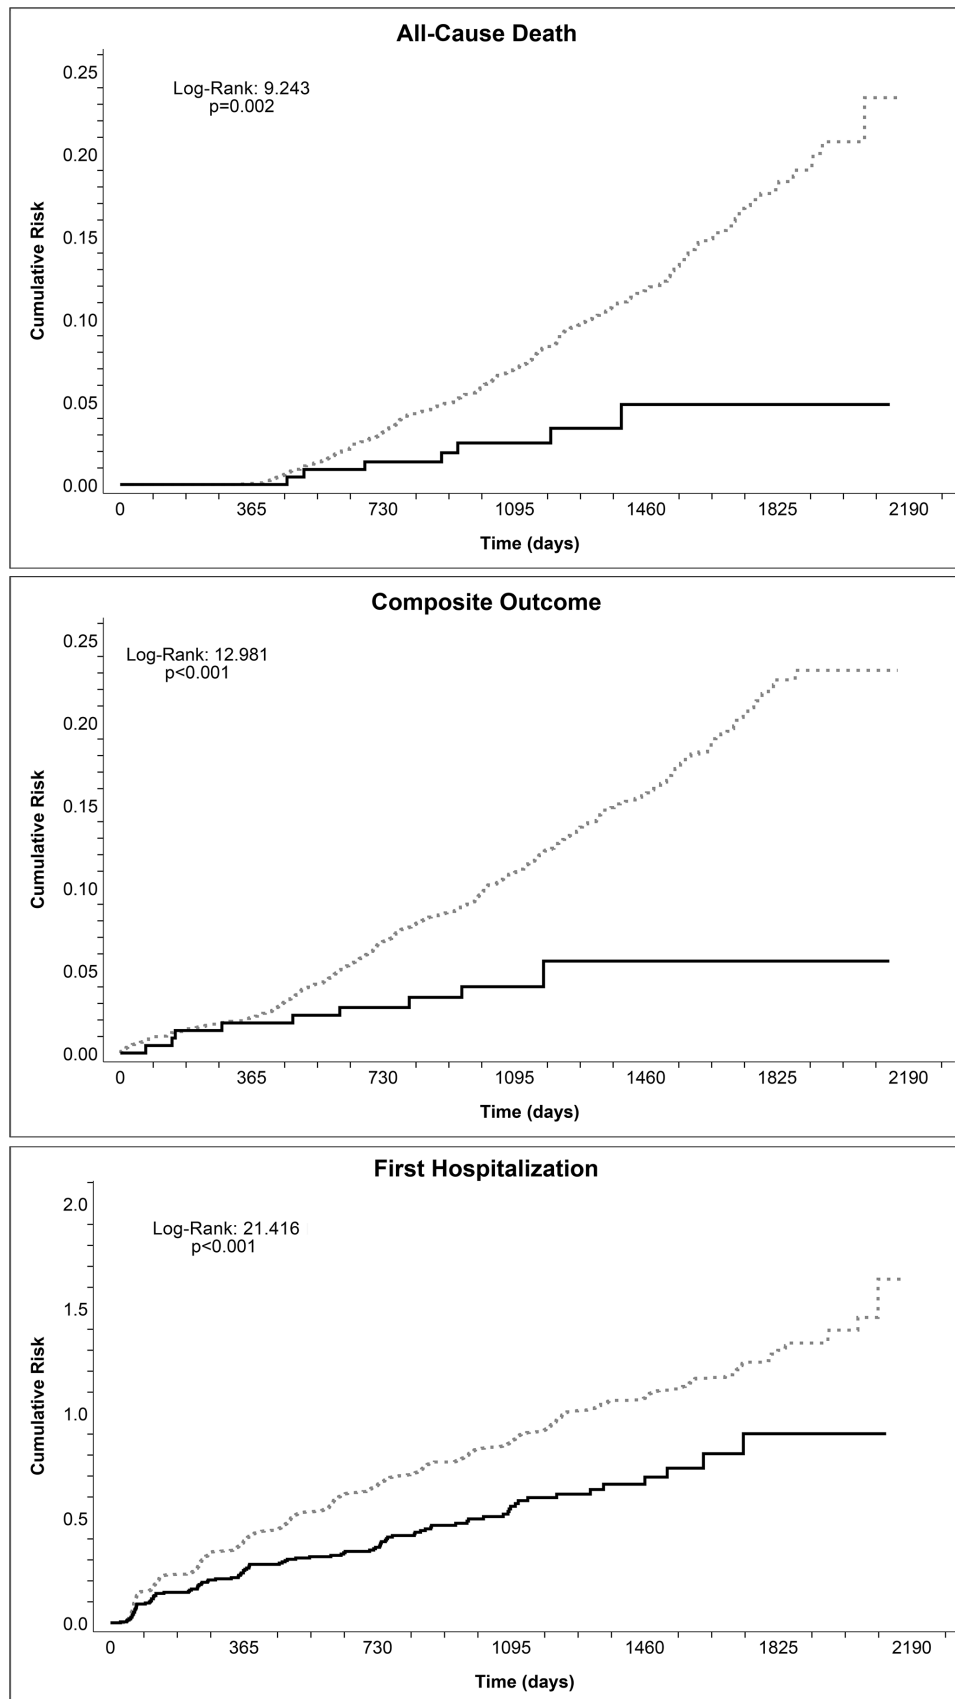 All-Cause Death
Log-Rank: 9.243
p=0.002
0.25
0.20
0.15
0.10
0.05
0.00
Cumulative Risk
0 365 730 1095 1460 1825 2190
Time (days)
Composite Outcome
Log-Rank: 12.981
p<0.001
0.25
0.20
0.15
0.10
0.05
0.00
Cumulative Risk
0 365 730 1095 1460 1825 2190
Time (days)
First Hospitalization
Log-Rank: 21.416
p<0.001
2.0
1.5
1.0
0.5
0.0
Cumulative Risk
0 365 730 1095 1460 1825 2190
Time (days)